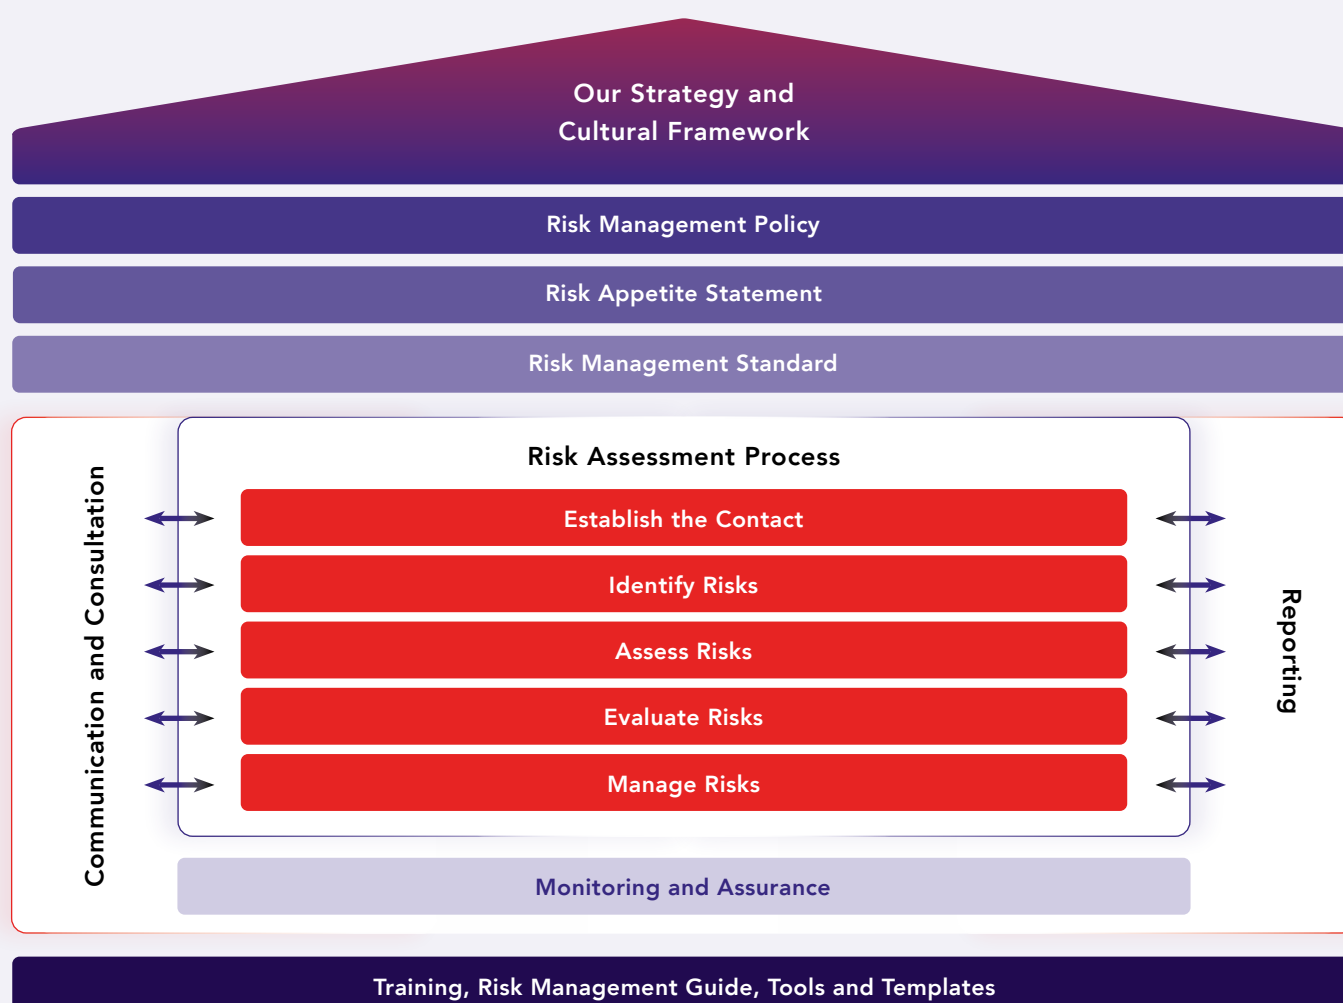 Our Strategy and
Cultural Framework
Risk Management Policy
Risk Appetite Statement
Risk Management Standard
Communication and Consultation
Risk Assessment Process
Establish the Contact
Identify Risks
Assess Risks
Evaluate Risks
Manage Risks
Reporting
Monitoring and Assurance
Training, Risk Management Guide, Tools and Templates